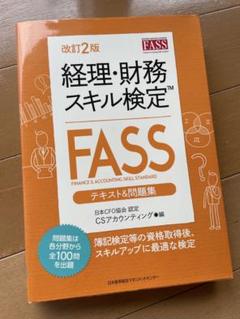 改訂2版
FASS
経理・財務
スキル検定™
FASS
FINANCE & ACCOUNTING SKILL STANDARD
テキスト&問題集
日本CFO協会 認定
CSアカウンティング●編
問題集は
各分野から
全100問
を出題
簿記検定等の資格取得後、
スキルアップに最適な検定
日本能率協会マネジメントセンター